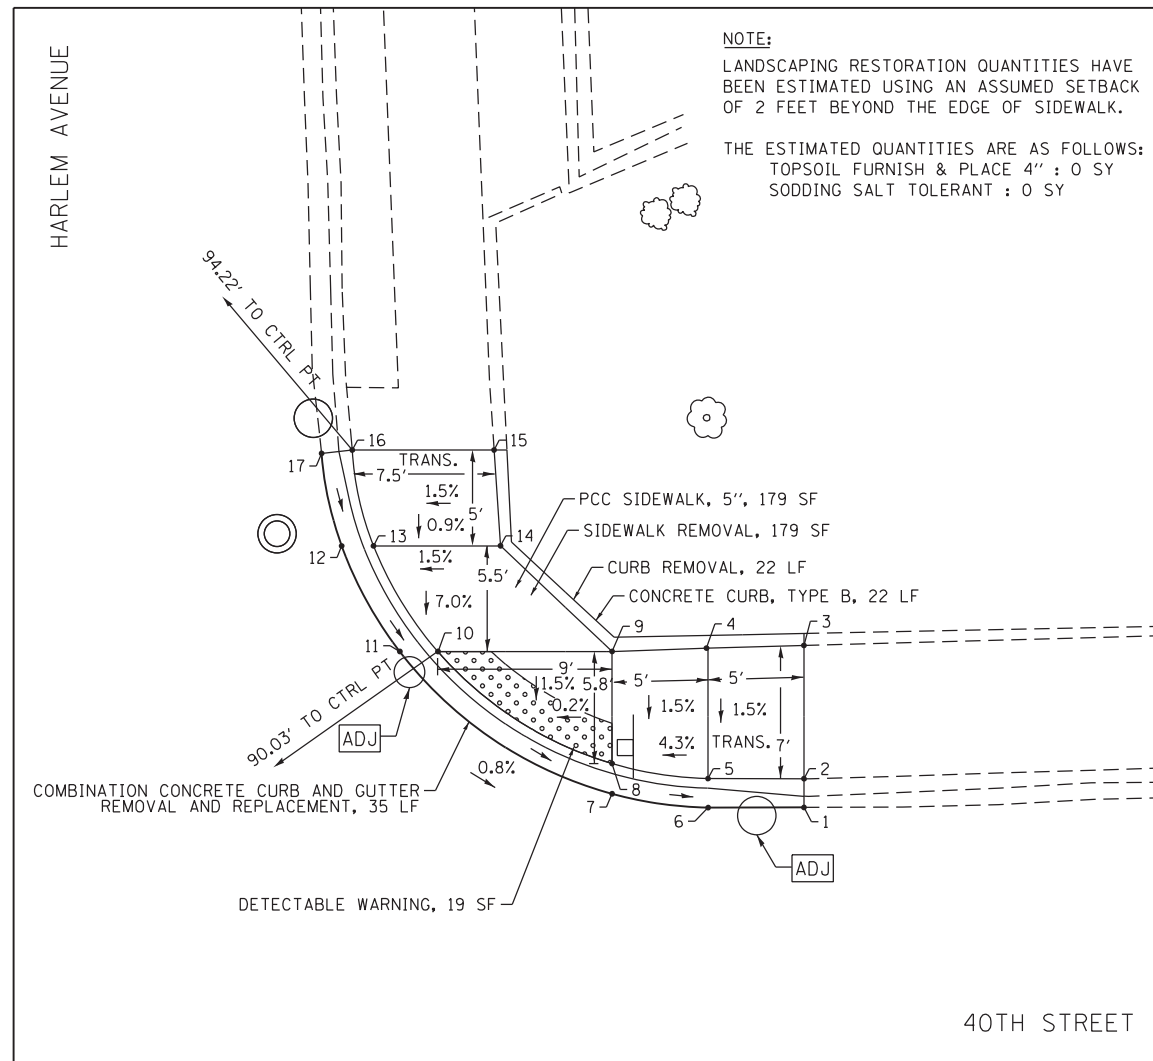 HARLEM AVENUE
NOTE:
LANDSCAPING RESTORATION QUANTITIES HAVE
BEEN ESTIMATED USING AN ASSUMED SETBACK
OF 2 FEET BEYOND THE EDGE OF SIDEWALK.
THE ESTIMATED QUANTITIES ARE AS FOLLOWS:
TOPSOIL FURNISH & PLACE 4'' : 0 SY
SODDING SALT TOLERANT : 0 SY
94.22' TO CTRL PT
16
15
17
TRANS.
7.5'
1.5%
5'
0.9%
13
14
12
1.5%
5.5'
7.0%
PCC SIDEWALK, 5'', 179 SF
SIDEWALK REMOVAL, 179 SF
CURB REMOVAL, 22 LF
CONCRETE CURB, TYPE B, 22 LF
10
11
9
4
3
9'
5.8'
5'
5'
1.5%
0.2%
1.5%
1.5%
4.3%
TRANS.
7'
90.03' TO CTRL PT
ADJ
5
2
8
7
6
1
0.8%
COMBINATION CONCRETE CURB AND GUTTER
REMOVAL AND REPLACEMENT, 35 LF
ADJ
DETECTABLE WARNING, 19 SF
40TH STREET